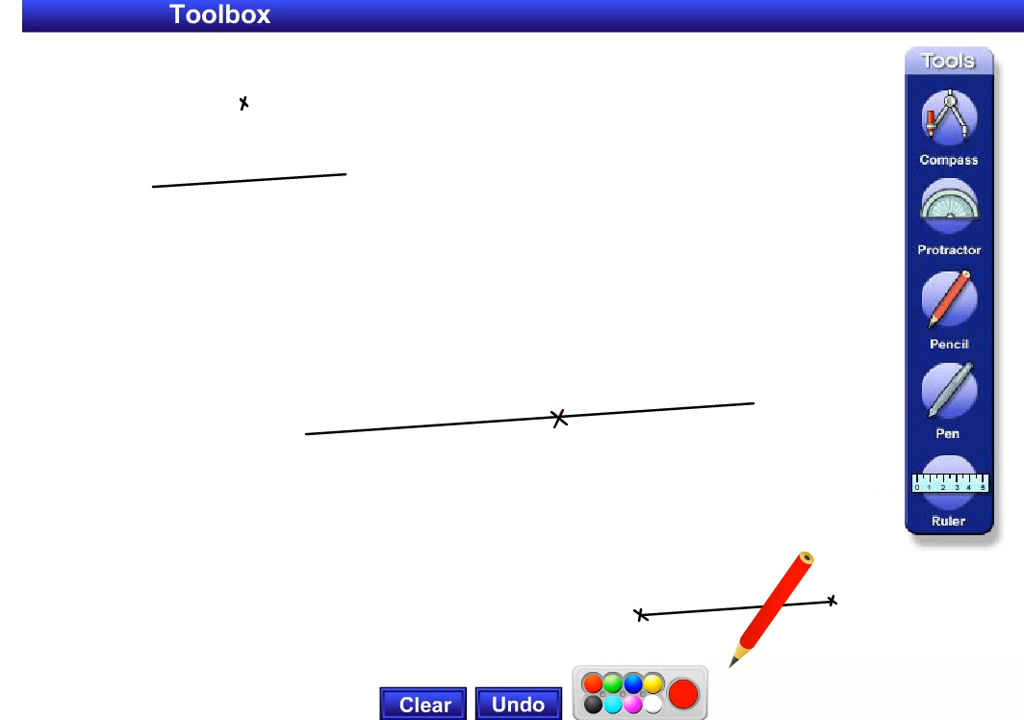 Toolbox
Tools
Compass
Protractor
Pencil
Pen
0 1 2 3 4 5
Ruler
Clear
Undo